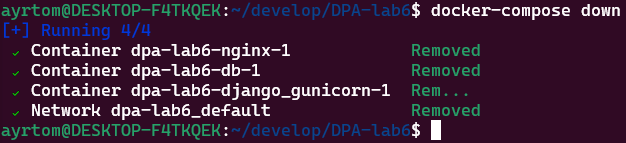 ayrtom@DESKTOP-F4TKQEK:~/develop/DPA-lab6$ docker-compose down
[+] Running 4/4
✓ Container dpa-lab6-nginx-1 Removed
✓ Container dpa-lab6-db-1 Removed
✓ Container dpa-lab6-django_gunicorn-1 Rem...
✓ Network dpa-lab6_default Removed
ayrtom@DESKTOP-F4TKQEK:~/develop/DPA-lab6$